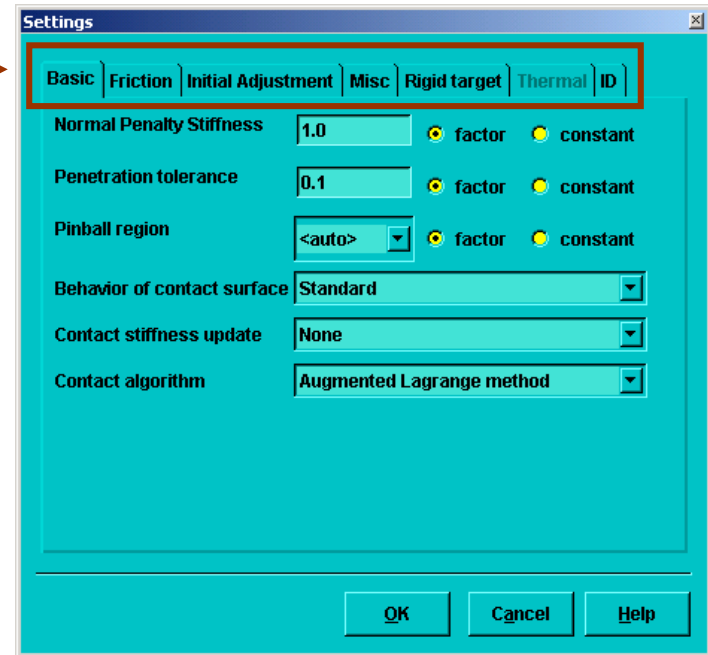 Settings
Basic Friction Initial Adjustment Misc Rigid target Thermal ID
Normal Penalty Stiffness 1.0 factor constant
Penetration tolerance 0.1 factor constant
Pinball region <auto> factor constant
Behavior of contact surface Standard
Contact stiffness update None
Contact algorithm Augmented Lagrange method
OK Cancel Help